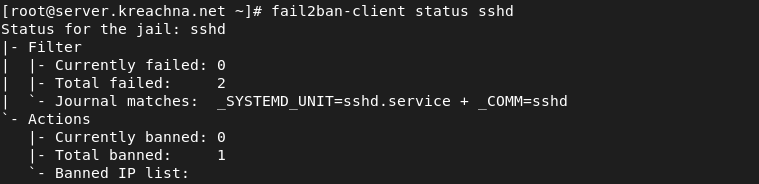 [root@server.kreachna.net ~]# fail2ban-client status sshd
Status for the jail: sshd
|- Filter
|  |- Currently failed: 0
|  |- Total failed:     2
|  `- Journal matches:  _SYSTEMD_UNIT=sshd.service + _COMM=sshd
`- Actions
   |- Currently banned: 0
   |- Total banned:     1
   `- Banned IP list: